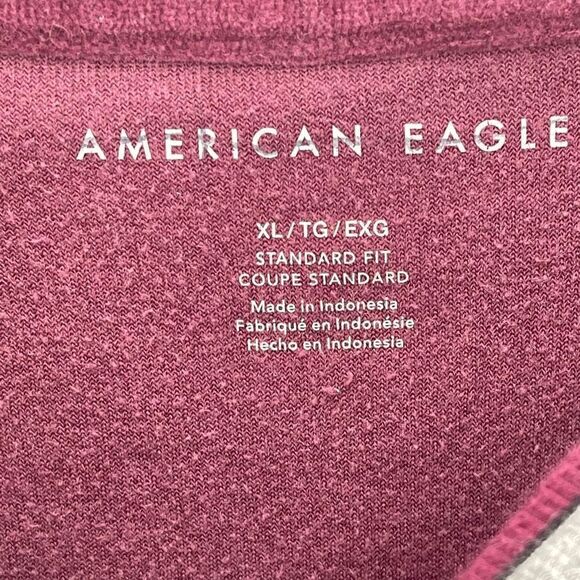 AMERICAN EAGLE
XL/TG/EXG
STANDARD FIT
COUPE STANDARD
Made in Indonesia
Fabriqué en Indonésie
Hecho en Indonesia